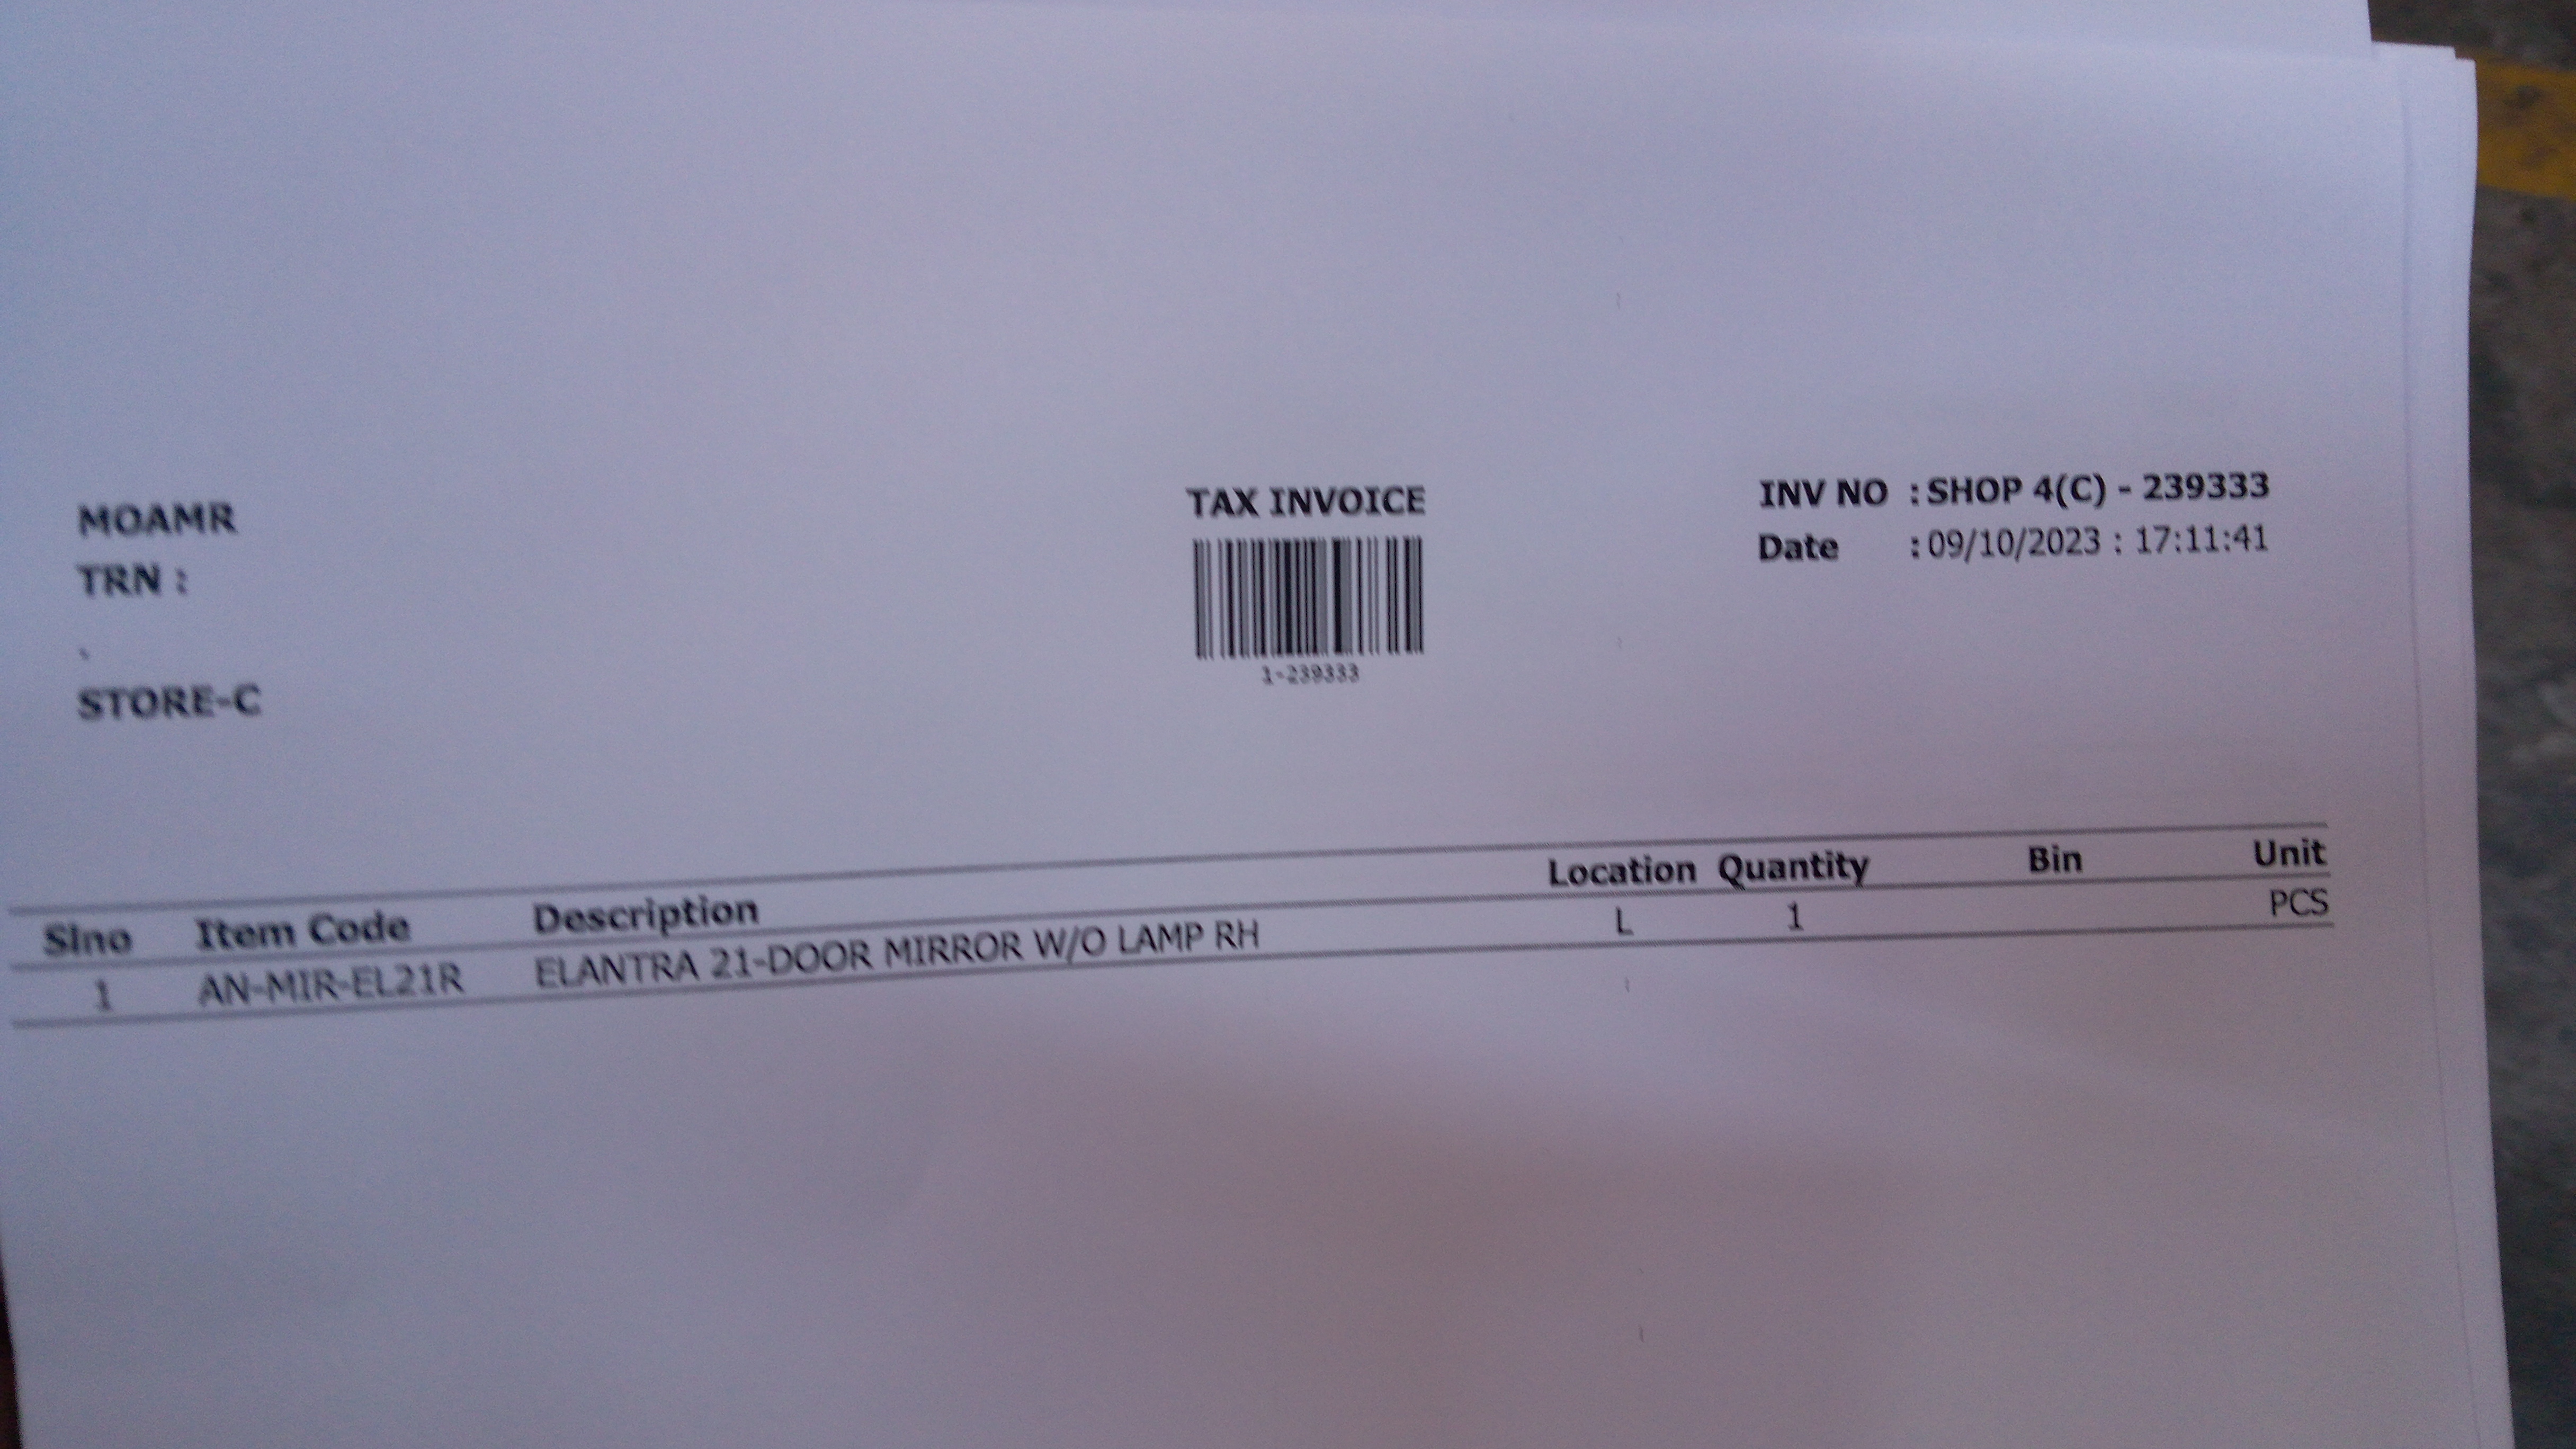 MOAMR
TRN :
.
STORE-C
TAX INVOICE
1-239333
INV NO : SHOP 4(C) - 239333
Date : 09/10/2023 : 17:11:41
Slno Item Code Description Location Quantity Bin Unit
1 AN-MIR-EL21R ELANTRA 21-DOOR MIRROR W/O LAMP RH L 1 PCS